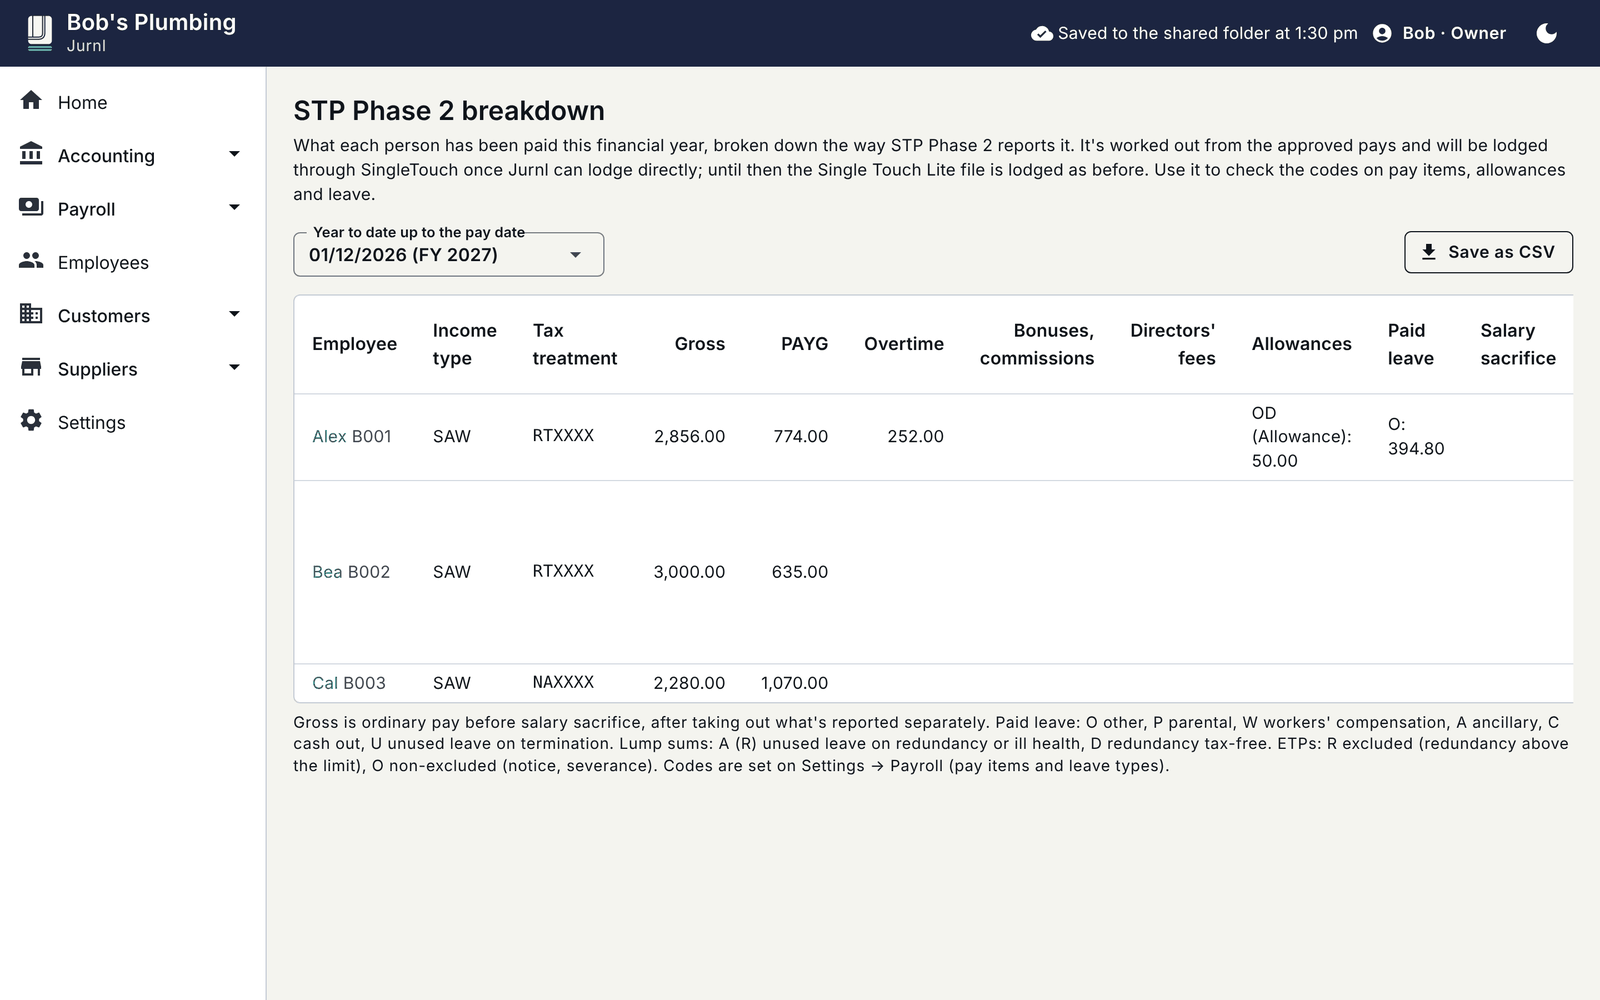 Bob's Plumbing
Jurnl
Saved to the shared folder at 1:30 pm
Bob · Owner
Home
Accounting
Payroll
Employees
Customers
Suppliers
Settings
STP Phase 2 breakdown
What each person has been paid this financial year, broken down the way STP Phase 2 reports it. It's worked out from the approved pays and will be lodged
through SingleTouch once Jurnl can lodge directly; until then the Single Touch Lite file is lodged as before. Use it to check the codes on pay items, allowances
and leave.
Year to date up to the pay date
01/12/2026 (FY 2027)
Save as CSV
Employee Income type Tax treatment Gross PAYG Overtime Bonuses, commissions Directors' fees Allowances Paid leave Salary sacrifice
Alex B001 SAW RTXXXX 2,856.00 774.00 252.00 OD (Allowance): 50.00 O: 394.80
Bea B002 SAW RTXXXX 3,000.00 635.00
Cal B003 SAW NAXXXX 2,280.00 1,070.00
Gross is ordinary pay before salary sacrifice, after taking out what's reported separately. Paid leave: O other, P parental, W workers' compensation, A ancillary, C
cash out, U unused leave on termination. Lump sums: A (R) unused leave on redundancy or ill health, D redundancy tax-free. ETPs: R excluded (redundancy above
the limit), O non-excluded (notice, severance). Codes are set on Settings → Payroll (pay items and leave types).